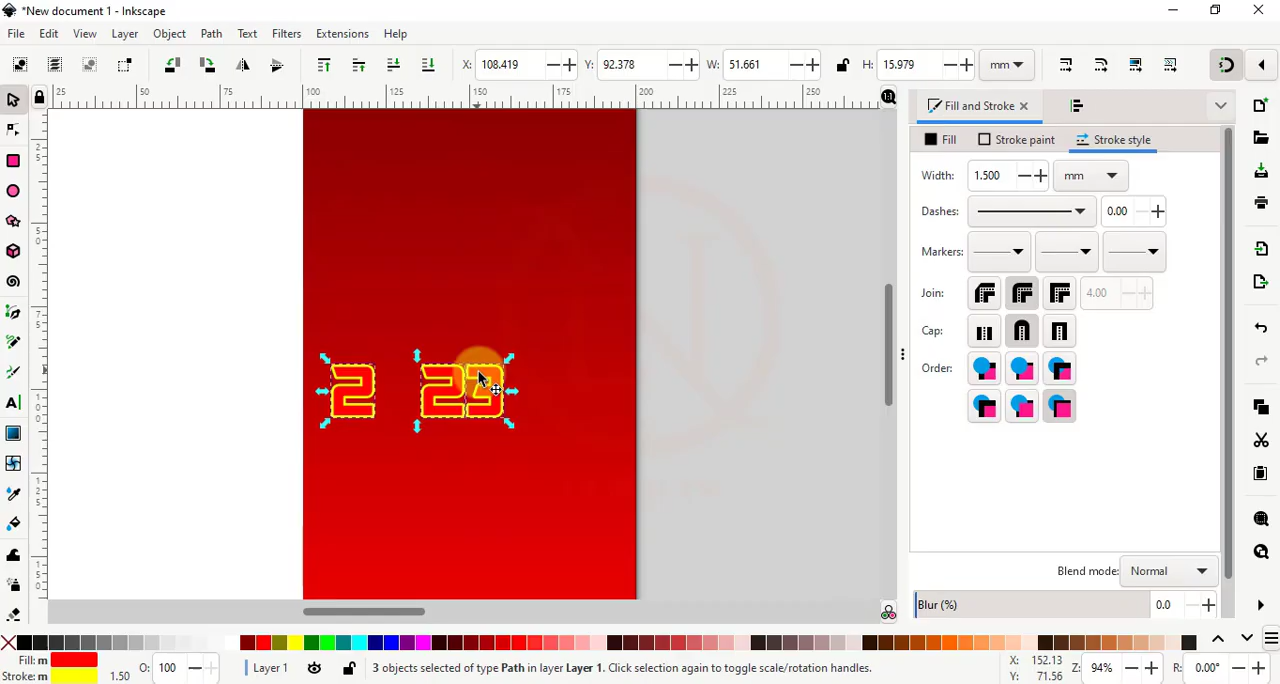 *New document 1 - Inkscape
File Edit View Layer Object Path Text Filters Extensions Help
X: 108.419 Y: 92.378 W: 51.661 H: 15.979 mm
25 50 75 100 125 150 175 200 225 250
Fill and Stroke
Fill Stroke paint Stroke style
Width: 1.500 mm
Dashes: 0.00
Markers:
Join: 4.00
Cap:
Order:
2 23
Blend mode: Normal
Blur (%) 0.0
Fill: m O: 100 Layer 1 3 objects selected of type Path in layer Layer 1. Click selection again to toggle scale/rotation handles. X: 152.13 Z: 94% R: 0.00°
Stroke: m 1.50 Y: 71.56